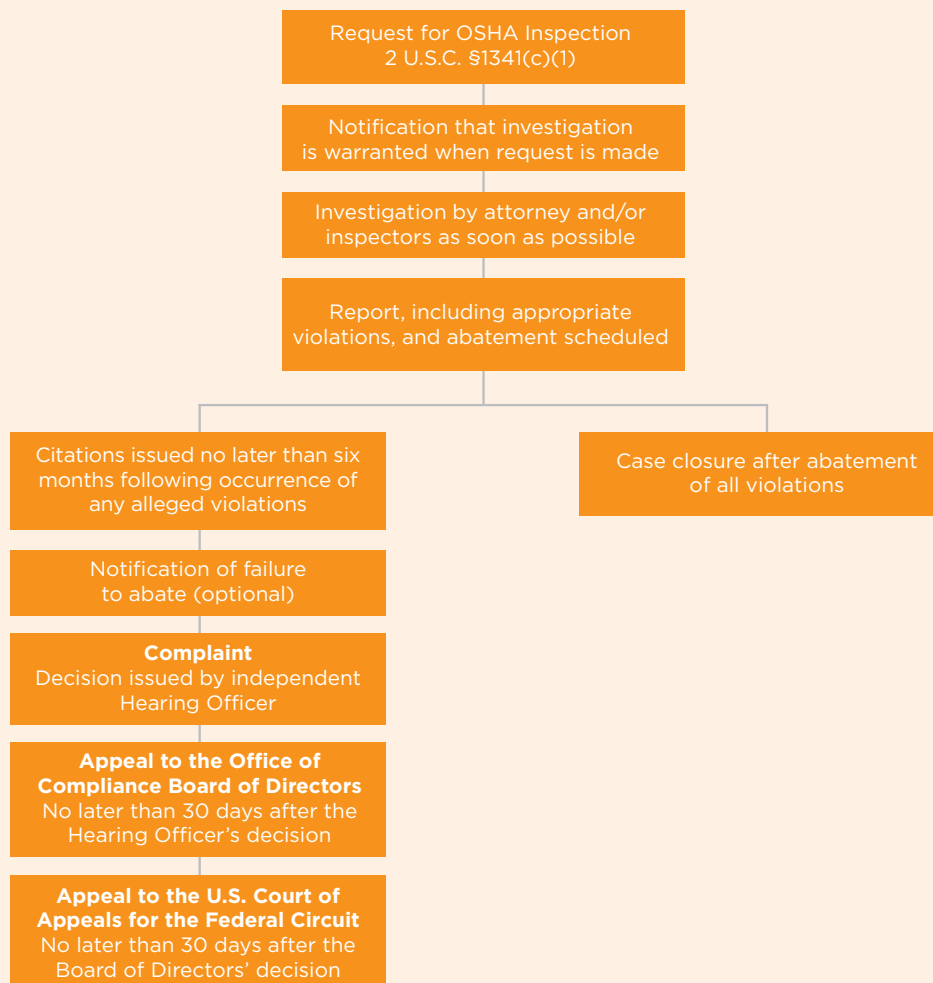 Request for OSHA Inspection
2 U.S.C. §1341(c)(1)
Notification that investigation
is warranted when request is made
Investigation by attorney and/or
inspectors as soon as possible
Report, including appropriate
violations, and abatement scheduled
Citations issued no later than six
months following occurrence of
any alleged violations
Case closure after abatement
of all violations
Notification of failure
to abate (optional)
Complaint
Decision issued by independent
Hearing Officer
Appeal to the Office of
Compliance Board of Directors
No later than 30 days after the
Hearing Officer’s decision
Appeal to the U.S. Court of
Appeals for the Federal Circuit
No later than 30 days after the
Board of Directors’ decision